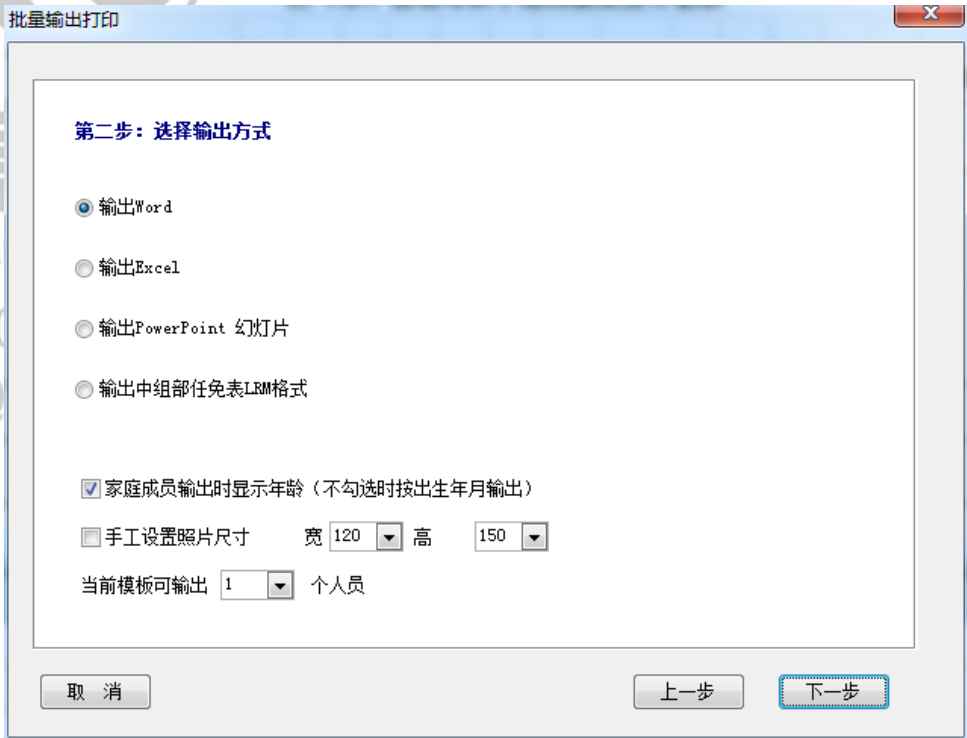 批量输出打印
第二步：选择输出方式
输出Word
输出Excel
输出PowerPoint 幻灯片
输出中组部任免表LRM格式
家庭成员输出时显示年龄（不勾选时按出生年月输出）
手工设置照片尺寸 宽 120 高 150
当前模板可输出 1 个人员
取 消 上一步 下一步